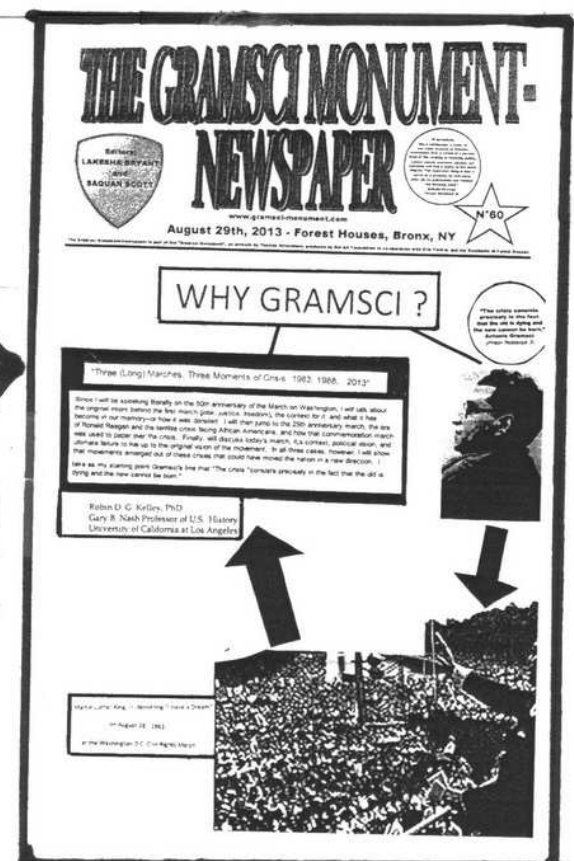 THE GRAMSCI MONUMENT-
NEWSPAPER
Editors:
LAKESHA BRYANT
and
SAQUAN SCOTT
www.gramsci-monument.com
N°60
August 29th, 2013 - Forest Houses, Bronx, NY
WHY GRAMSCI ?
"The crisis consists
precisely in the fact
that the old is dying and
the new cannot be born."
Antonio Gramsci
(Prison Notebook 3)
"Three (Long) Marches, Three Moments of Crisis: 1963, 1988, 2013"
Since I will be speaking literally on the 50th anniversary of the March on Washington, I will talk about
the original vision behind the first march (jobs, justice, freedom), the context for it, and what it has
become in our memory—or how it was derailed. I will then jump to the 25th anniversary march, the era
of Ronald Reagan and the terrible crisis facing African Americans, and how that commemoration march
was used to paper over the crisis. Finally, will discuss today's march, it's context, political vision, and
ultimate failure to live up to the original vision of the movement. In all three cases, however, I will show
that movements emerged out of these crises that could have moved the nation in a new direction. I
take as my starting point Gramsci's line that "The crisis "consists precisely in the fact that the old is
dying and the new cannot be born."
Robin D. G. Kelley, PhD
Gary B. Nash Professor of U.S. History
University of California at Los Angeles
Martin Luther King, Jr. delivering "I Have a Dream"
on August 28, 1963
at the Washington D.C. Civil Rights March